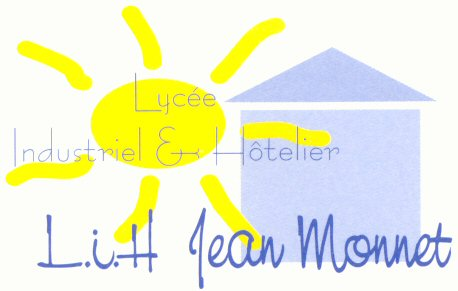 Lycée
Industriel & Hôtelier
L.i.H Jean Monnet